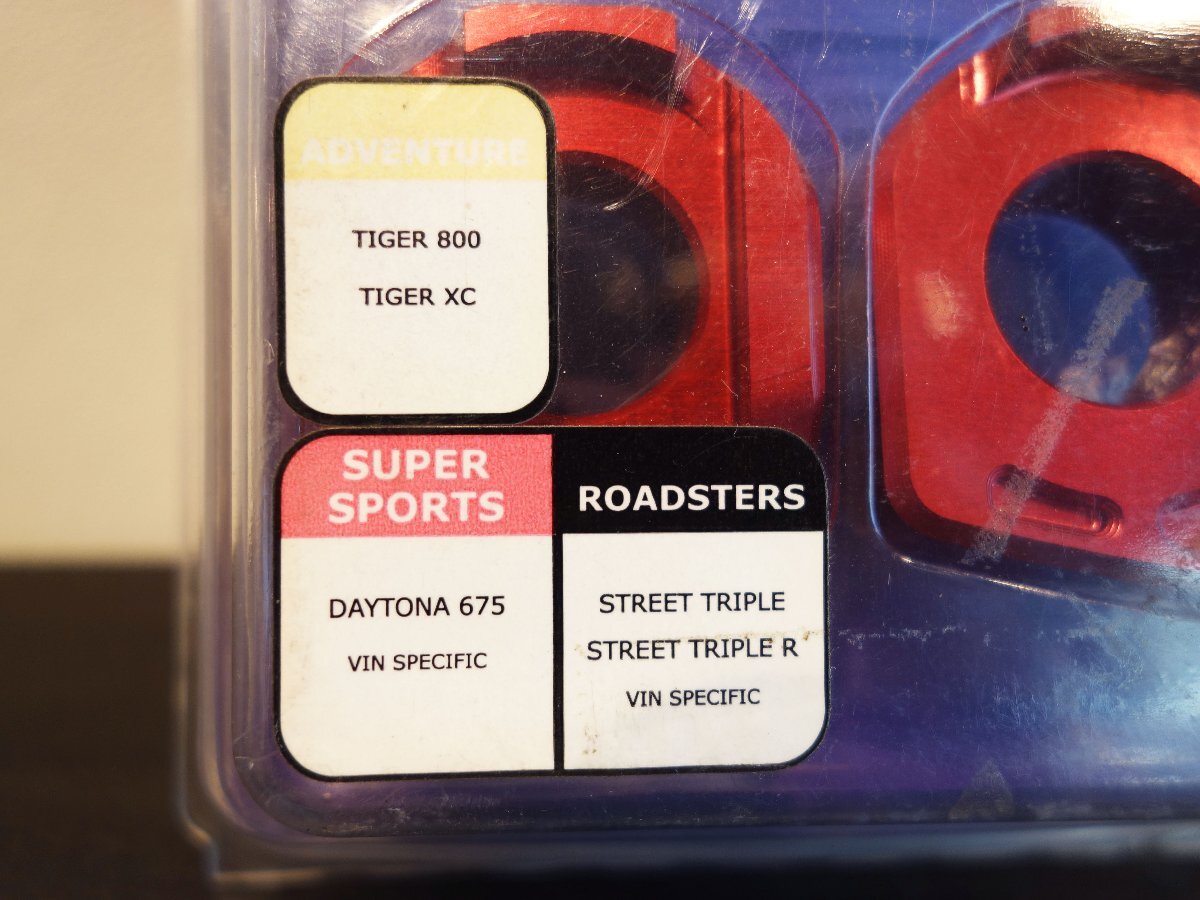 ADVENTURE
TIGER 800
TIGER XC
SUPER
SPORTS
DAYTONA 675
VIN SPECIFIC
ROADSTERS
STREET TRIPLE
STREET TRIPLE R
VIN SPECIFIC